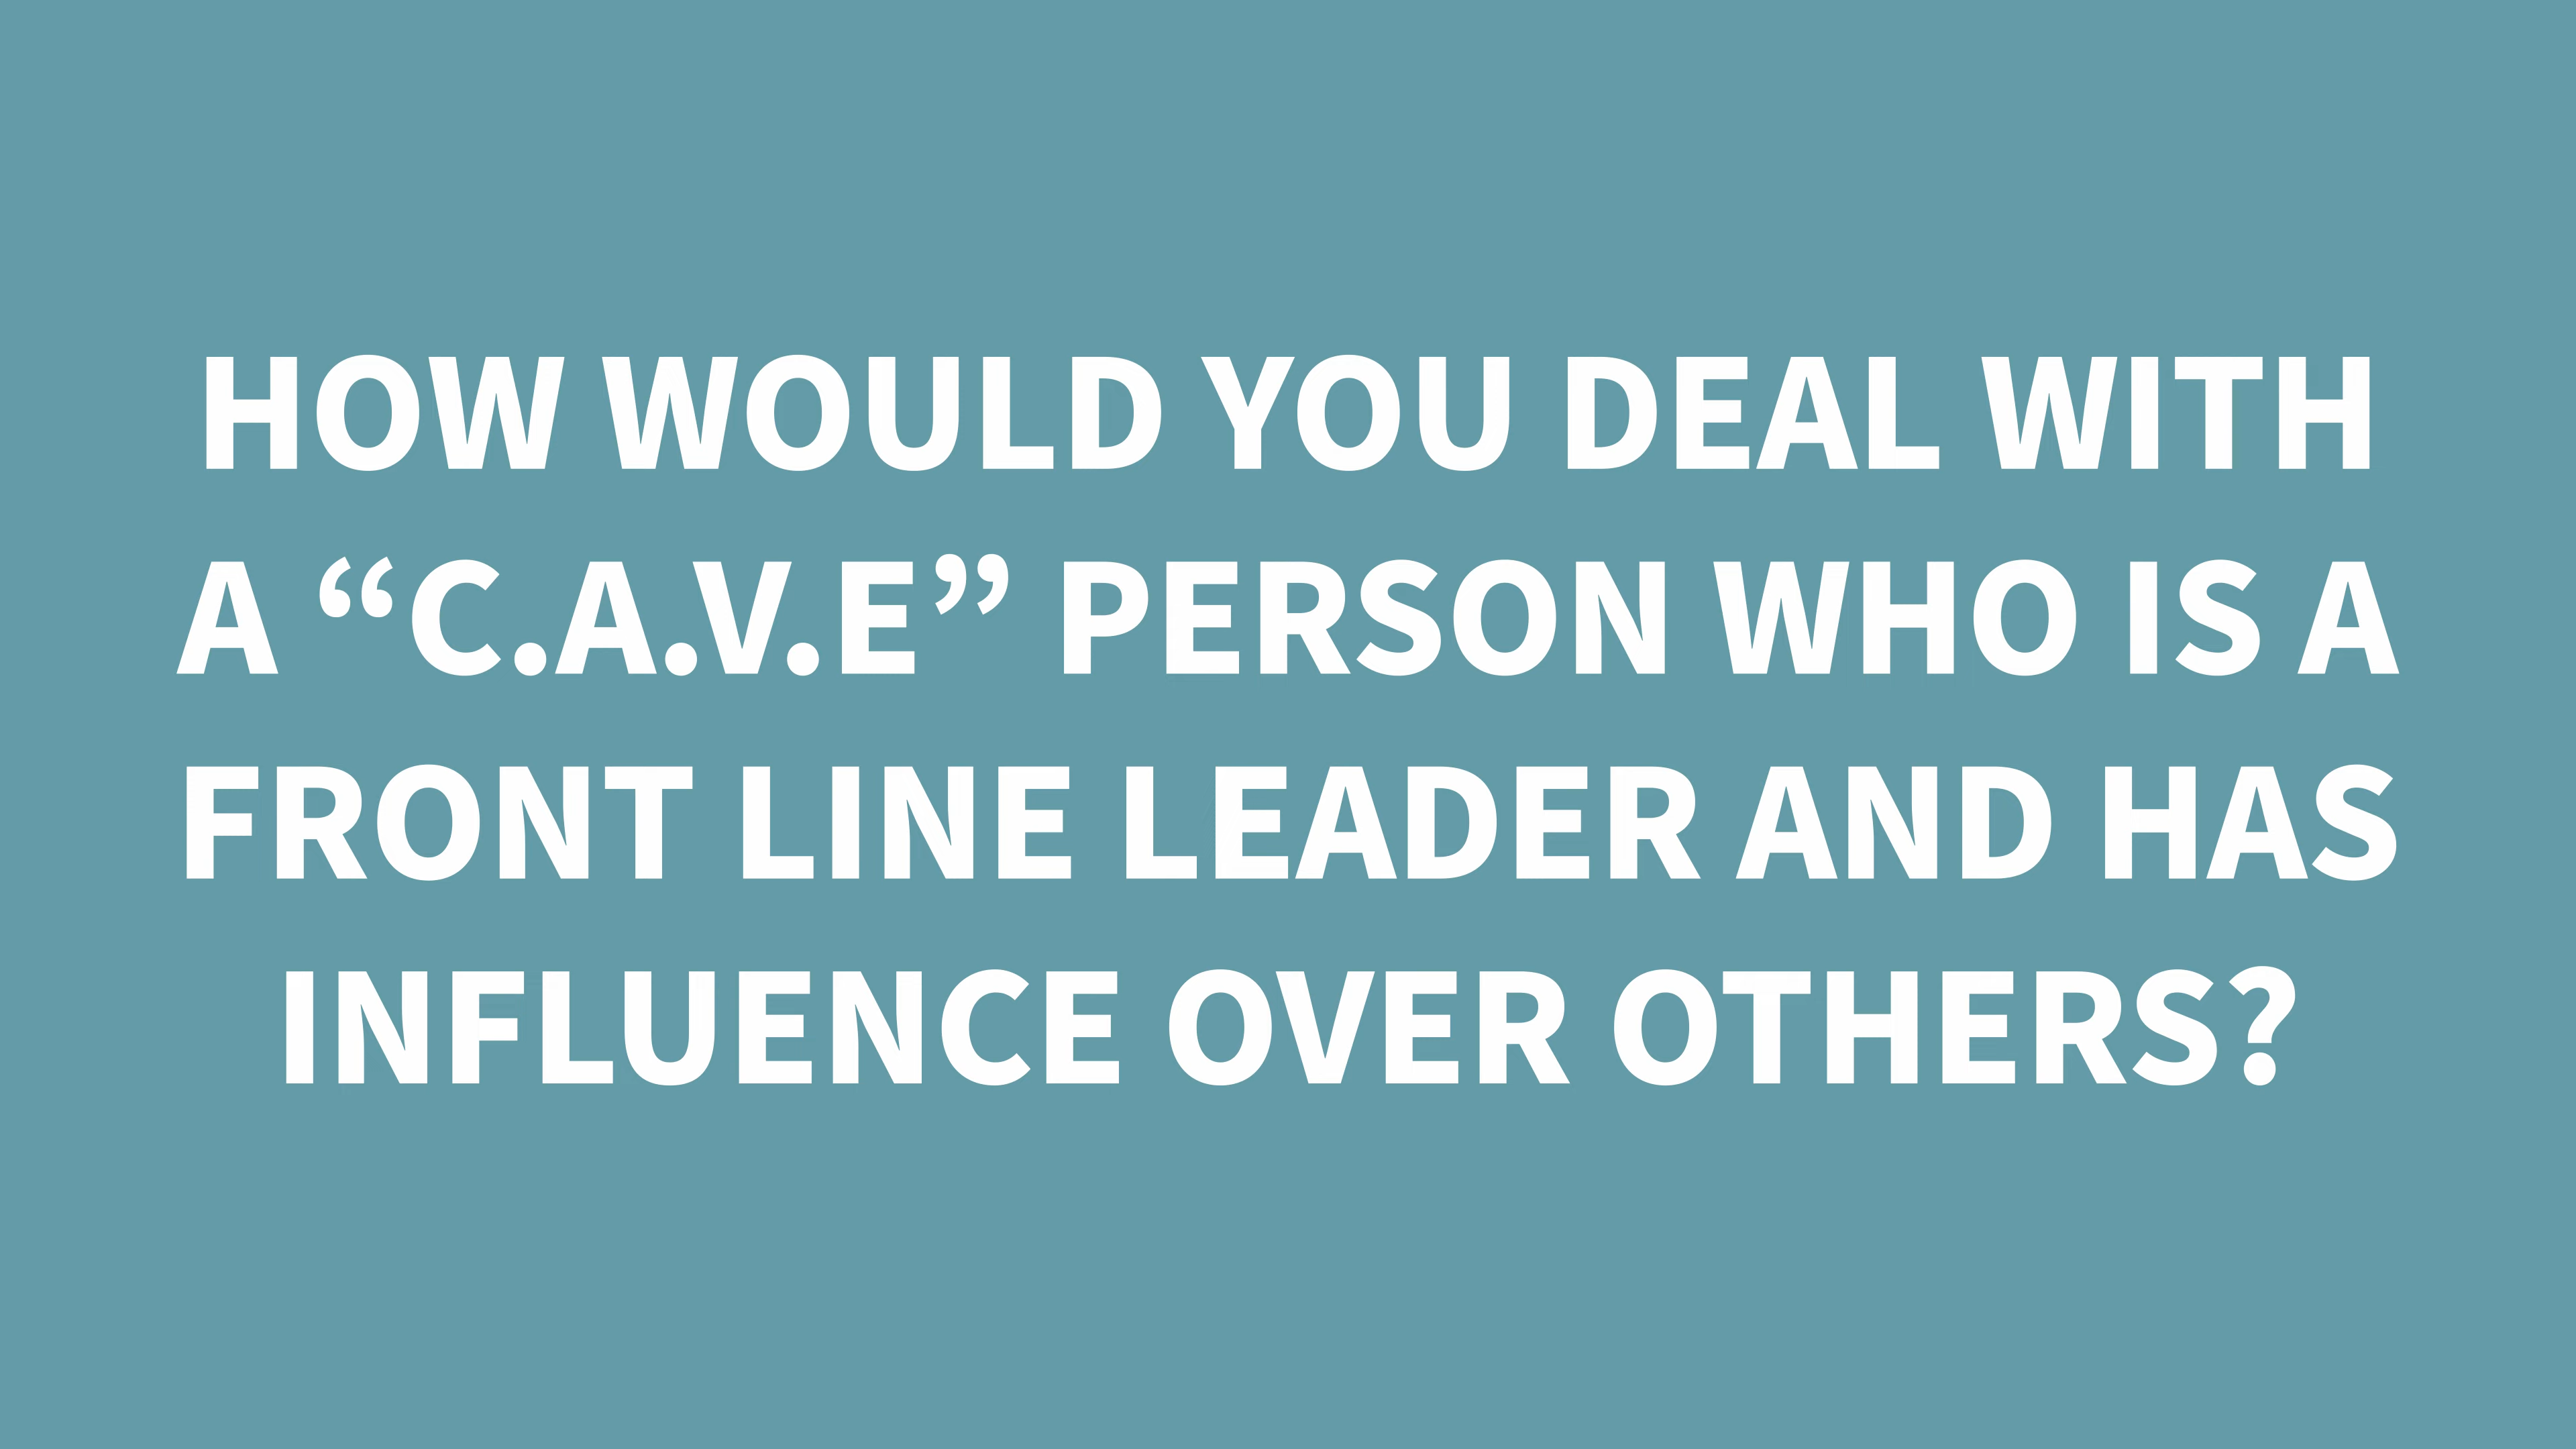 HOW WOULD YOU DEAL WITH
A “C.A.V.E” PERSON WHO IS A
FRONT LINE LEADER AND HAS
INFLUENCE OVER OTHERS?